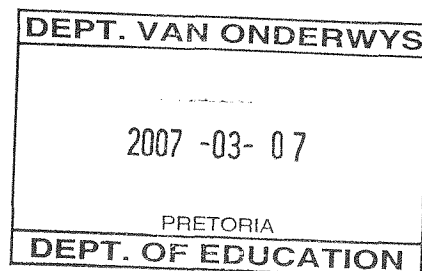 DEPT. VAN ONDERWYS
2007 -03- 07
PRETORIA
DEPT. OF EDUCATION